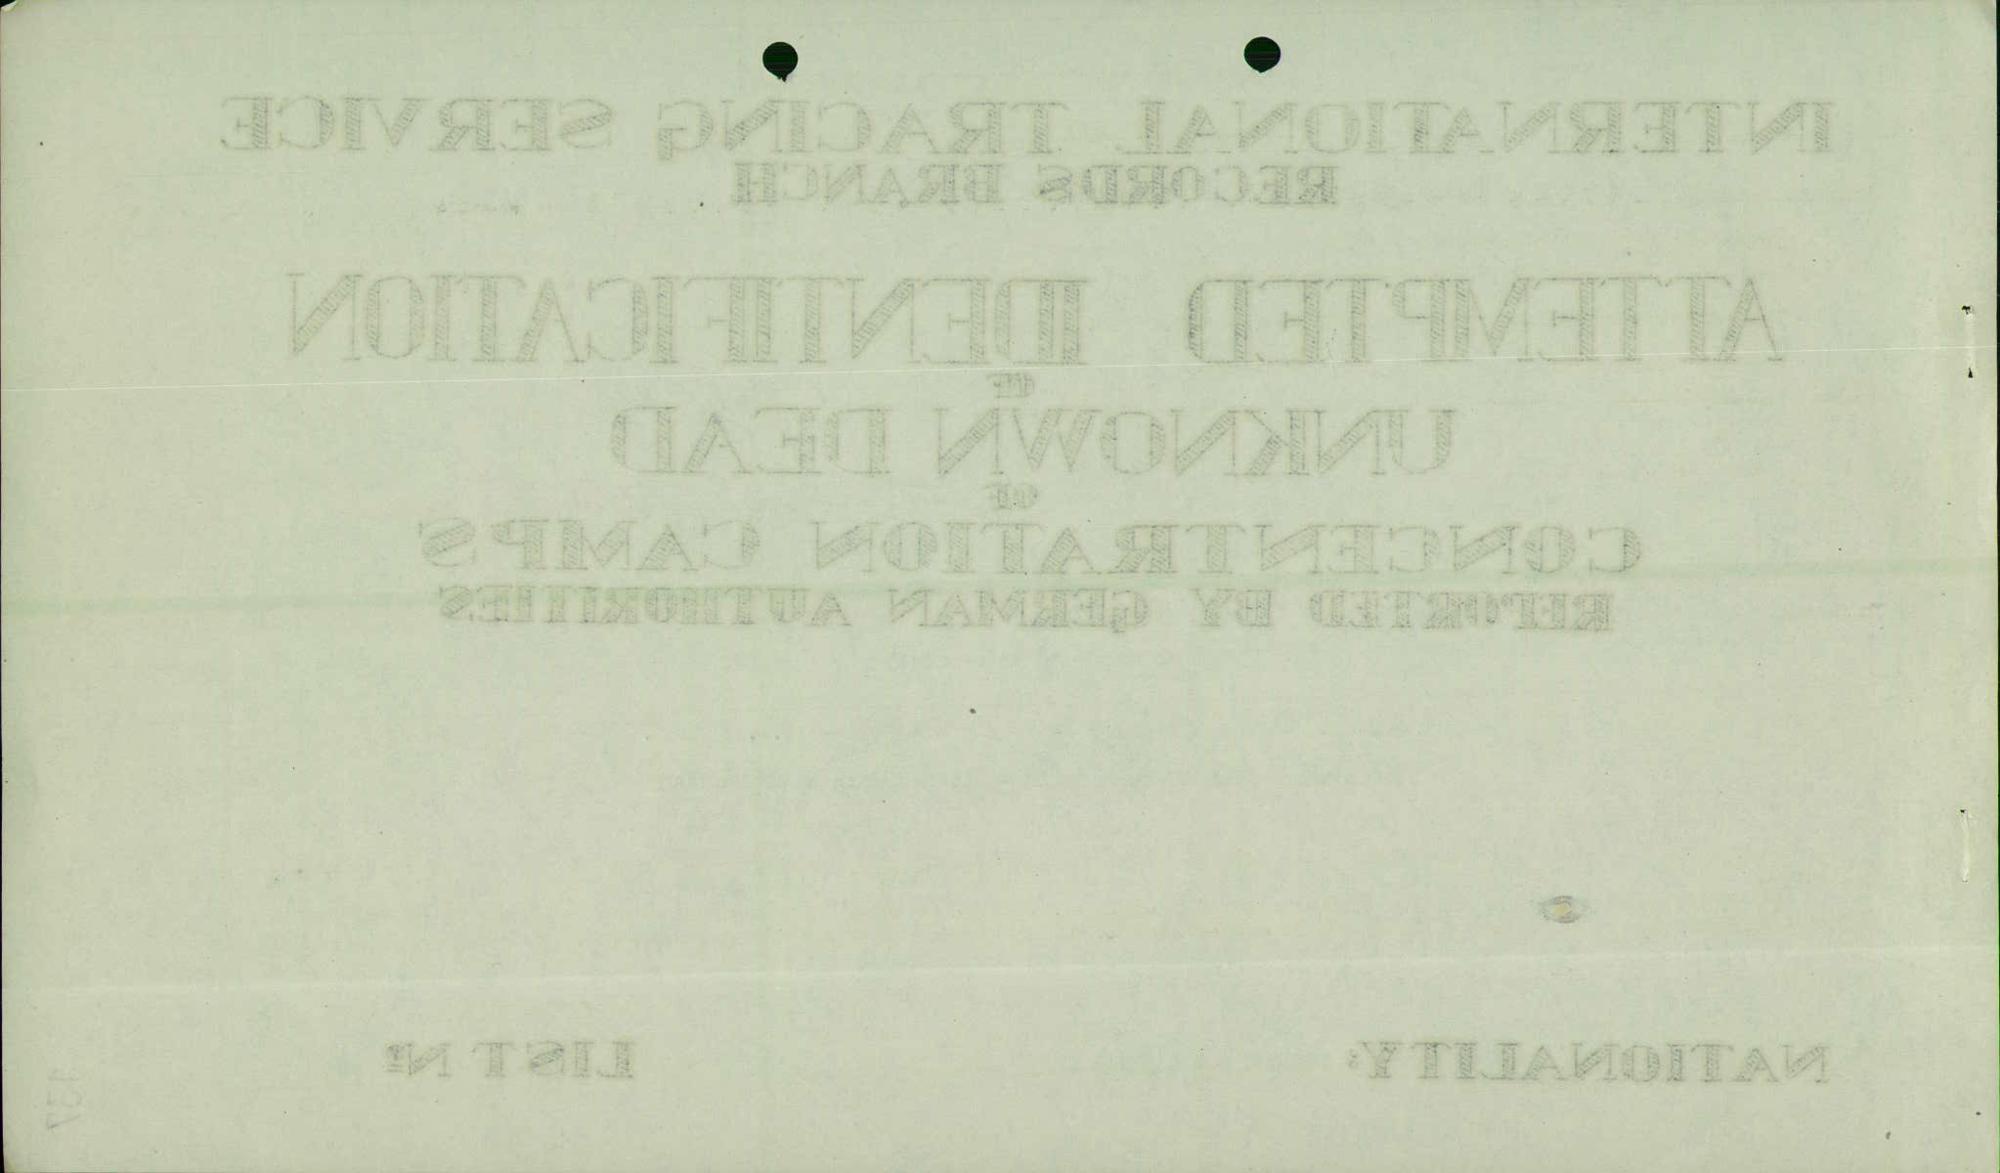 INTERNATIONAL TRACING SERVICE
RECORDS BRANCH
ATTEMPTED IDENTIFICATION
OF
UNKNOWN DEAD
OF
CONCENTRATION CAMPS
REPORTED BY GERMAN AUTHORITIES
NATIONALITY: LIST Nº